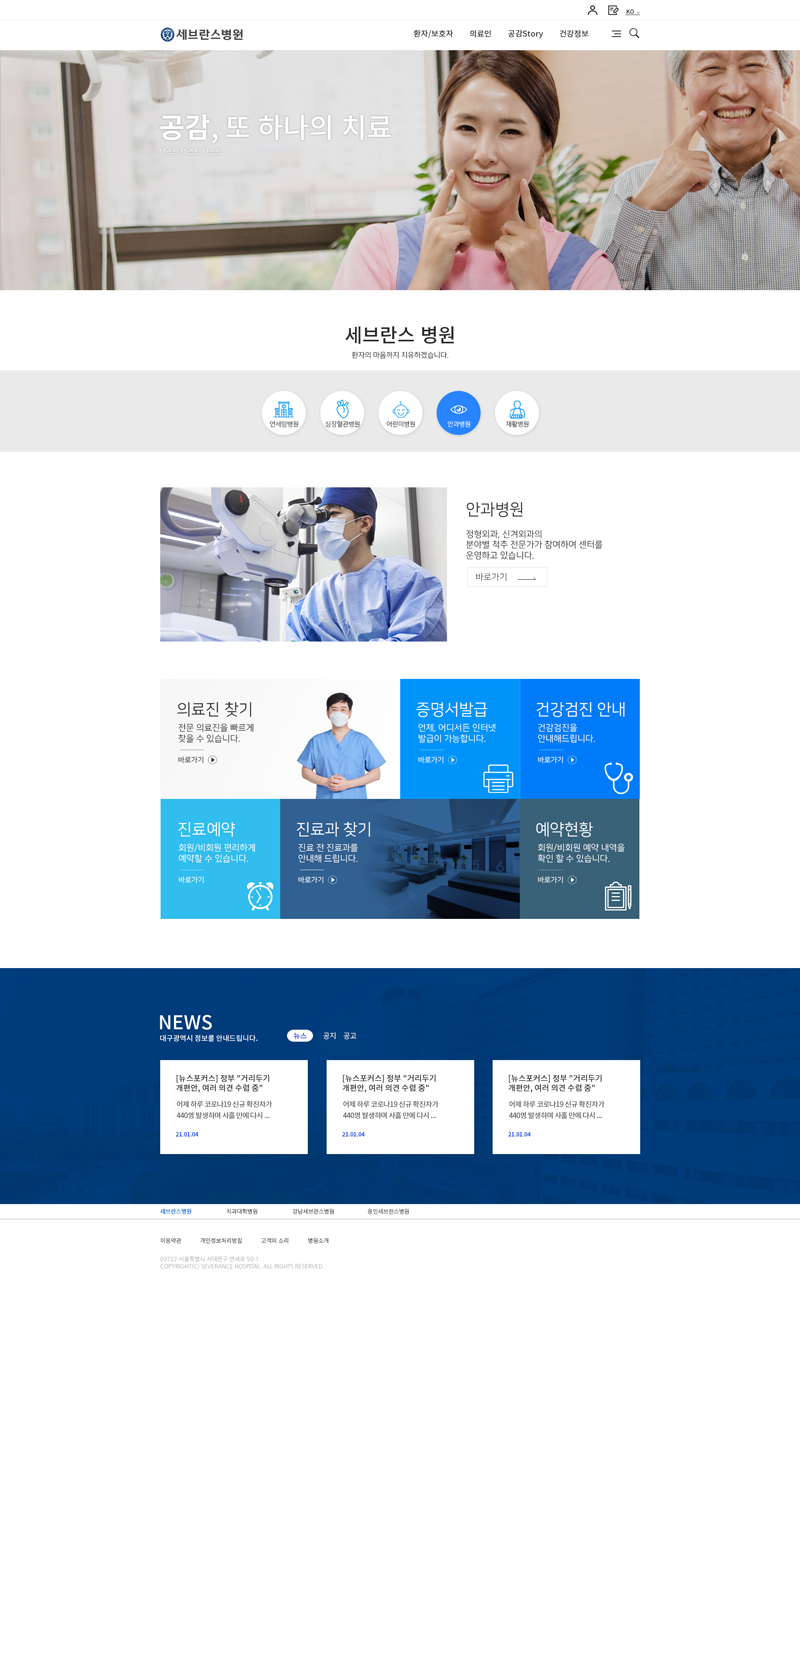 KO
세브란스병원
환자/보호자 의료인 공감Story 건강정보
공감, 또 하나의 치료
세브란스 병원
환자의 마음까지 치유하겠습니다.
연세암병원 심장혈관병원 어린이병원 안과병원 재활병원
안과병원
정형외과, 신겨외과의
분야별 척추 전문가가 참여하여 센터를
운영하고 있습니다.
바로가기
의료진 찾기
전문 의료진을 빠르게
찾을 수 있습니다.
바로가기
증명서발급
언제, 어디서든 인터넷
발급이 가능합니다.
바로가기
건강검진 안내
건감검진을
안내해드립니다.
바로가기
진료예약
회원/비회원 편리하게
예약할 수 있습니다.
바로가기
진료과 찾기
진료 전 진료과를
안내해 드립니다.
바로가기
예약현황
회원/비회원 예약 내역을
확인 할 수 있습니다.
바로가기
NEWS
대구광역시 정보를 안내드립니다.
뉴스 공지 공고
[뉴스포커스] 정부 "거리두기
개편안, 여러 의견 수렴 중"
어제 하루 코로나19 신규 확진자가
440명 발생하며 사흘 만에 다시 ...
21.01.04
[뉴스포커스] 정부 "거리두기
개편안, 여러 의견 수렴 중"
어제 하루 코로나19 신규 확진자가
440명 발생하며 사흘 만에 다시 ...
21.01.04
[뉴스포커스] 정부 "거리두기
개편안, 여러 의견 수렴 중"
어제 하루 코로나19 신규 확진자가
440명 발생하며 사흘 만에 다시 ...
21.01.04
세브란스병원 치과대학병원 강남세브란스병원 용인세브란스병원
이용약관 개인정보처리방침 고객의 소리 병원소개
03722 서울특별시 서대문구 연세로 50-1
COPYRIGHT(C) SEVERANCE HOSPITAL. ALL RIGHTS RESERVED